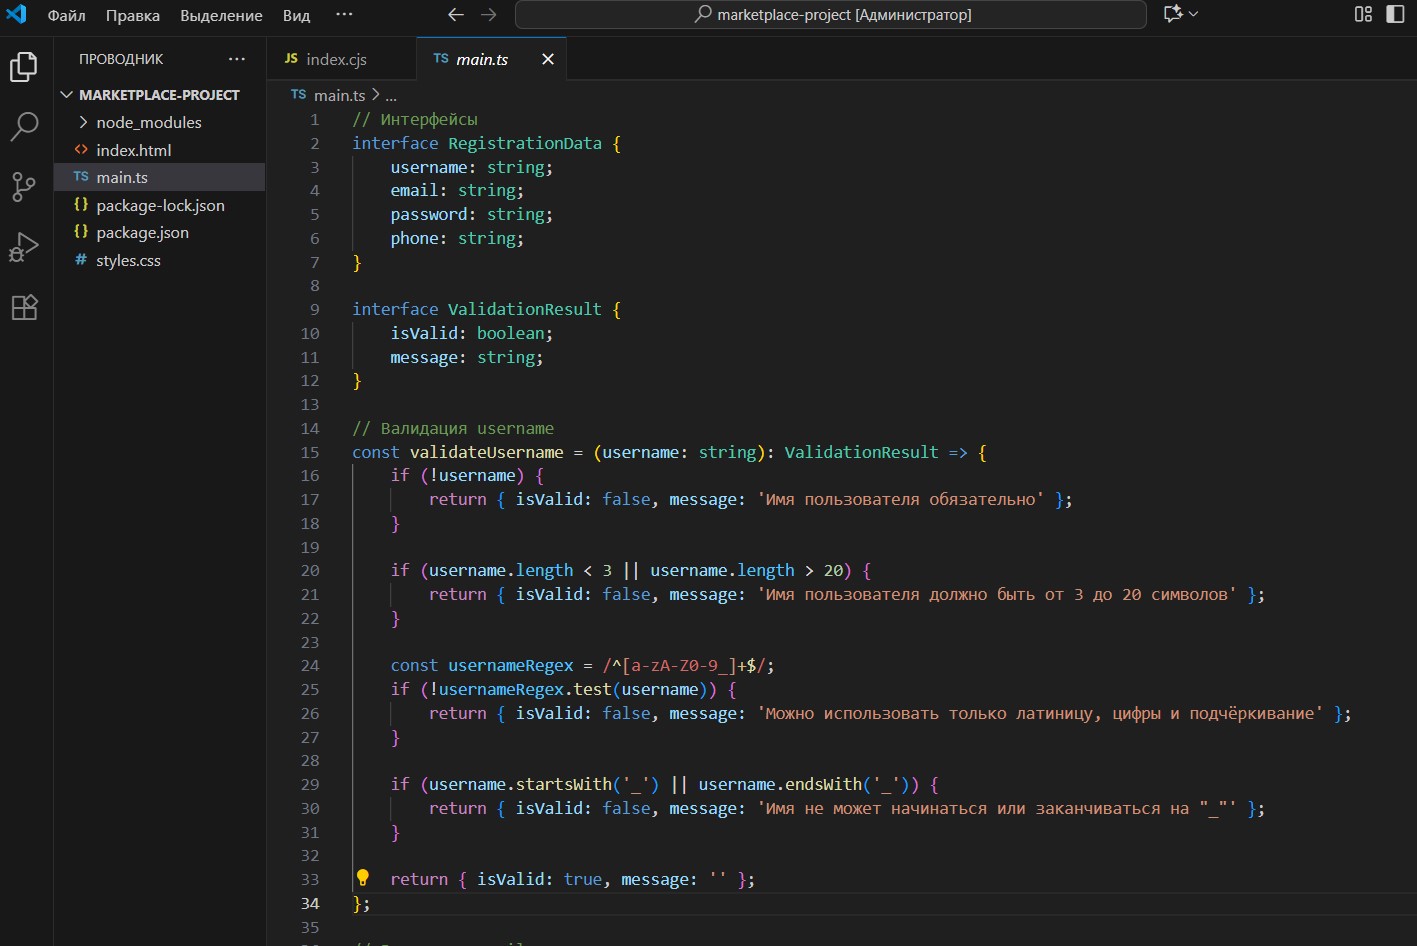 Файл Правка Выделение Вид ··· marketplace-project [Администратор]
ПРОВОДНИК ···
MARKETPLACE-PROJECT
node_modules
<> index.html
TS main.ts
{} package-lock.json
{} package.json
# styles.css
JS index.cjs TS main.ts
TS main.ts > ...
1 // Интерфейсы
2 interface RegistrationData {
3 username: string;
4 email: string;
5 password: string;
6 phone: string;
7 }
8
9 interface ValidationResult {
10 isValid: boolean;
11 message: string;
12 }
13
14 // Валидация username
15 const validateUsername = (username: string): ValidationResult => {
16 if (!username) {
17 return { isValid: false, message: 'Имя пользователя обязательно' };
18 }
19
20 if (username.length < 3 || username.length > 20) {
21 return { isValid: false, message: 'Имя пользователя должно быть от 3 до 20 символов' };
22 }
23
24 const usernameRegex = /^[a-zA-Z0-9_]+$/;
25 if (!usernameRegex.test(username)) {
26 return { isValid: false, message: 'Можно использовать только латиницу, цифры и подчёркивание' };
27 }
28
29 if (username.startsWith('_') || username.endsWith('_')) {
30 return { isValid: false, message: 'Имя не может начинаться или заканчиваться на "_"' };
31 }
32
33 return { isValid: true, message: '' };
34 };
35